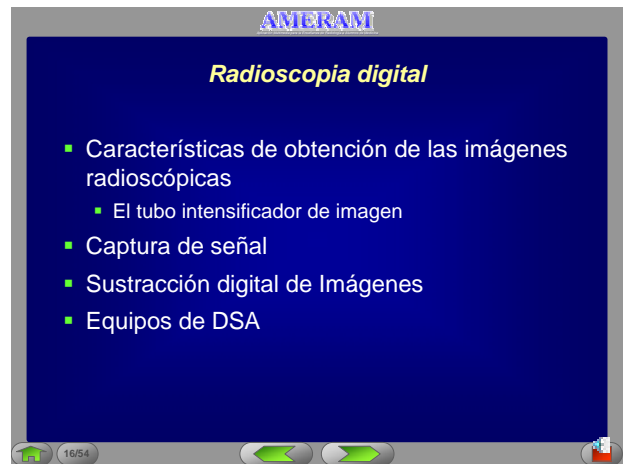 AMERAM
Radioscopia digital
Características de obtención de las imágenes
radioscópicas
El tubo intensificador de imagen
Captura de señal
Sustracción digital de Imágenes
Equipos de DSA
16/54